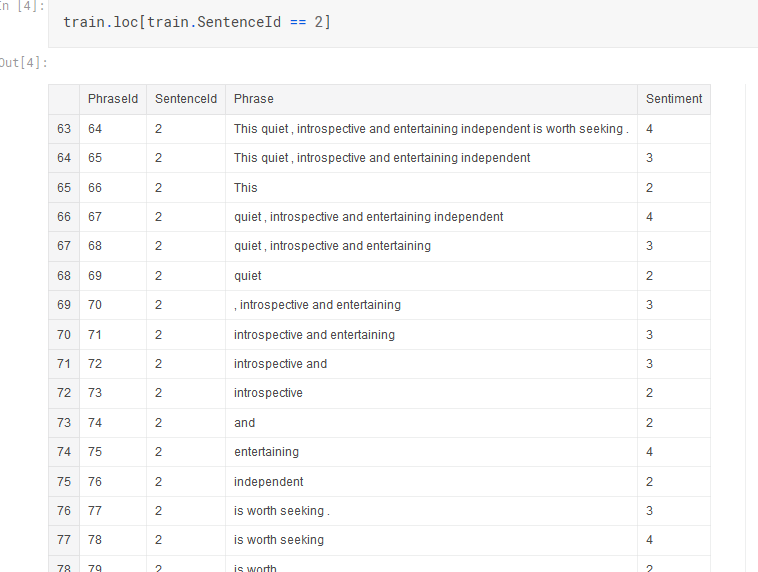 In [4]:
train.loc[train.SentenceId == 2]
Out[4]:
PhraseId SentenceId Phrase Sentiment
63 64 2 This quiet , introspective and entertaining independent is worth seeking . 4
64 65 2 This quiet , introspective and entertaining independent 3
65 66 2 This 2
66 67 2 quiet , introspective and entertaining independent 4
67 68 2 quiet , introspective and entertaining 3
68 69 2 quiet 2
69 70 2 , introspective and entertaining 3
70 71 2 introspective and entertaining 3
71 72 2 introspective and 3
72 73 2 introspective 2
73 74 2 and 2
74 75 2 entertaining 4
75 76 2 independent 2
76 77 2 is worth seeking . 3
77 78 2 is worth seeking 4
78 79 2 is worth 2